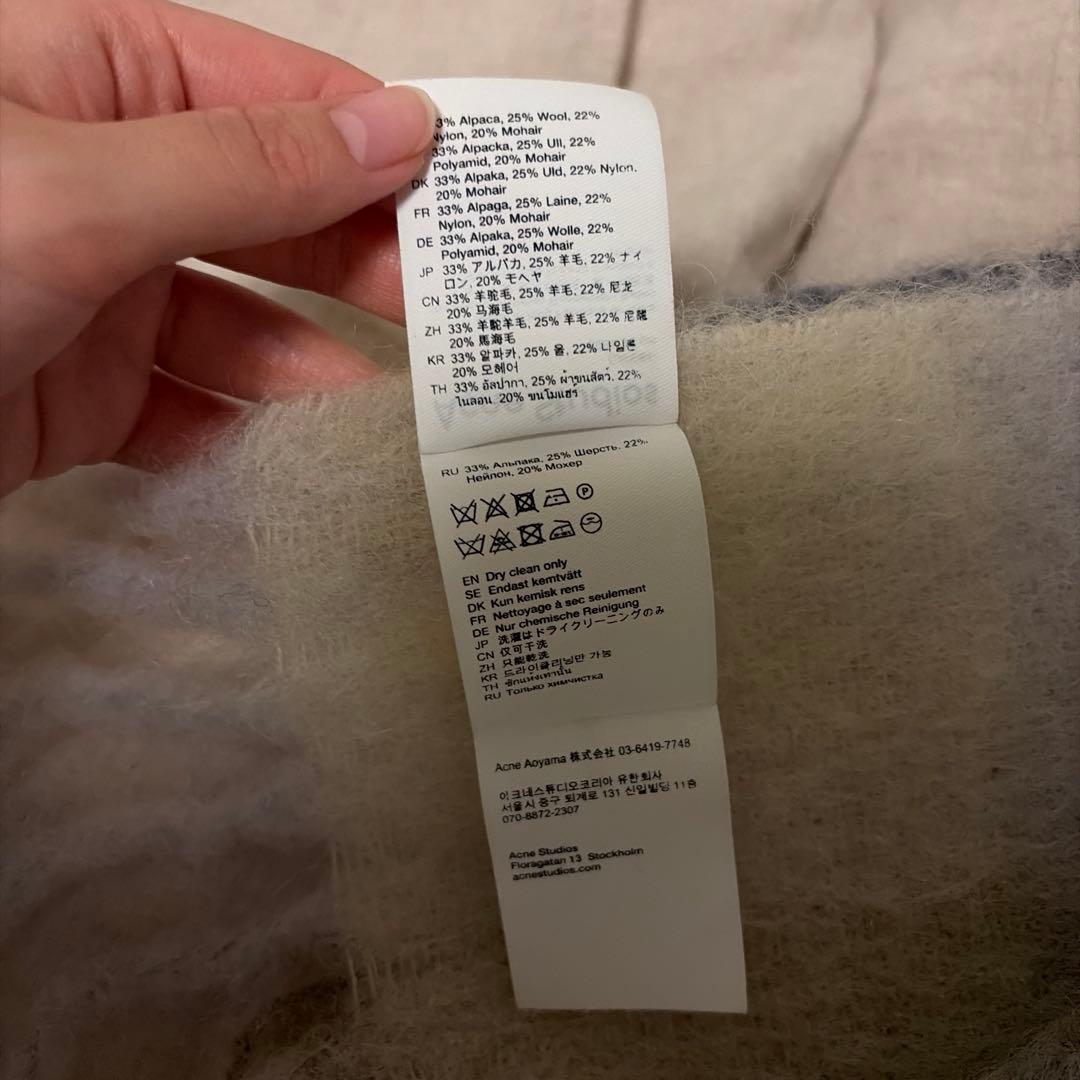 3% Alpaca, 25% Wool, 22%
Nylon, 20% Mohair
33% Alpacka, 25% Ull, 22%
Polyamid, 20% Mohair
DK 33% Alpaka, 25% Uld, 22% Nylon,
20% Mohair
FR 33% Alpaga, 25% Laine, 22%
Nylon, 20% Mohair
DE 33% Alpaka, 25% Wolle, 22%
Polyamid, 20% Mohair
JP 33% アルパカ, 25% 羊毛, 22% ナイ
ロン, 20% モヘヤ
CN 33% 羊驼毛, 25% 羊毛, 22% 尼龙
20% 马海毛
ZH 33% 羊駝羊毛, 25% 羊毛, 22% 尼龍
20% 馬海毛
KR 33% 알파카, 25% 울, 22% 나일론
20% 모헤어
TH 33% อัลปากา, 25% ผ้าขนสัตว์, 22%
ไนลอน, 20% ขนโมแฮร์
RU 33% Альпака, 25% Шерсть, 22%
Нейлон, 20% Мохер
P
EN Dry clean only
SE Endast kemtvätt
DK Kun kemisk rens
FR Nettoyage à sec seulement
DE Nur chemische Reinigung
JP 洗濯はドライクリーニングのみ
CN 仅可干洗
ZH 只能乾洗
KR 드라이클리닝만 가능
TH ซักแห้งเท่านั้น
RU Только химчистка
Acne Aoyama 株式会社 03-6419-7748
아크네스튜디오코리아 유한회사
서울시 중구 퇴계로 131 신일빌딩 11층
070-8872-2307
Acne Studios
Floragatan 13 Stockholm
acnestudios.com